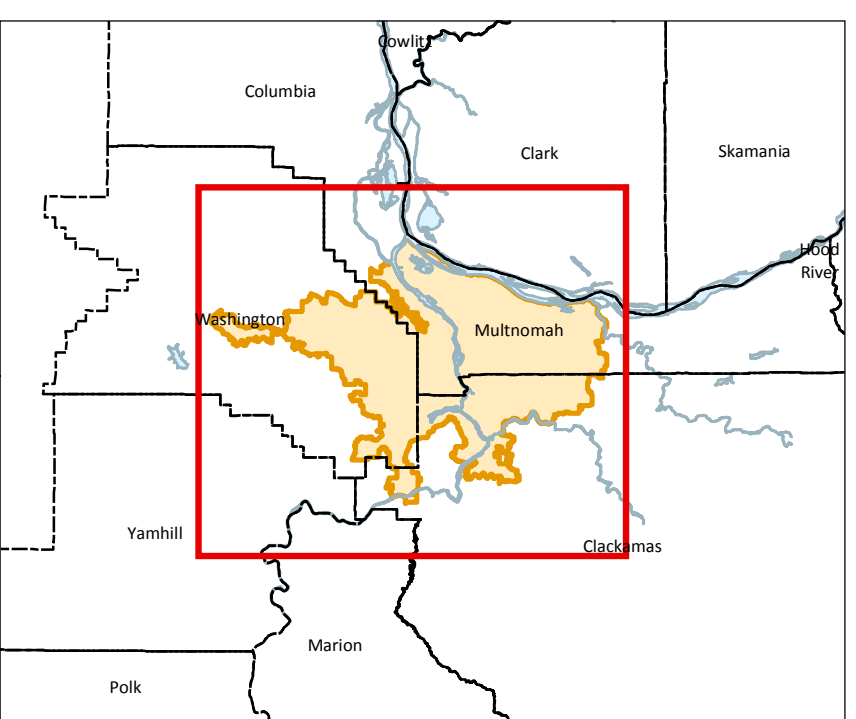 Cowlitz
Columbia
Clark
Skamania
Hood
River
Washington
Multnomah
Yamhill
Clackamas
Marion
Polk